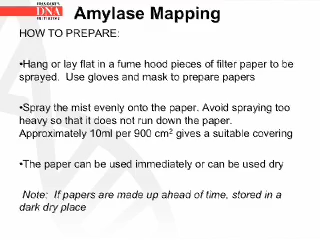 PRESIDENT'S
DNA
INITIATIVE
Amylase Mapping
HOW TO PREPARE:
•Hang or lay flat in a fume hood pieces of filter paper to be
sprayed. Use gloves and mask to prepare papers
•Spray the mist evenly onto the paper. Avoid spraying too
heavy so that it does not run down the paper.
Approximately 10ml per 900 cm² gives a suitable covering
•The paper can be used immediately or can be used dry
Note: If papers are made up ahead of time, stored in a
dark dry place